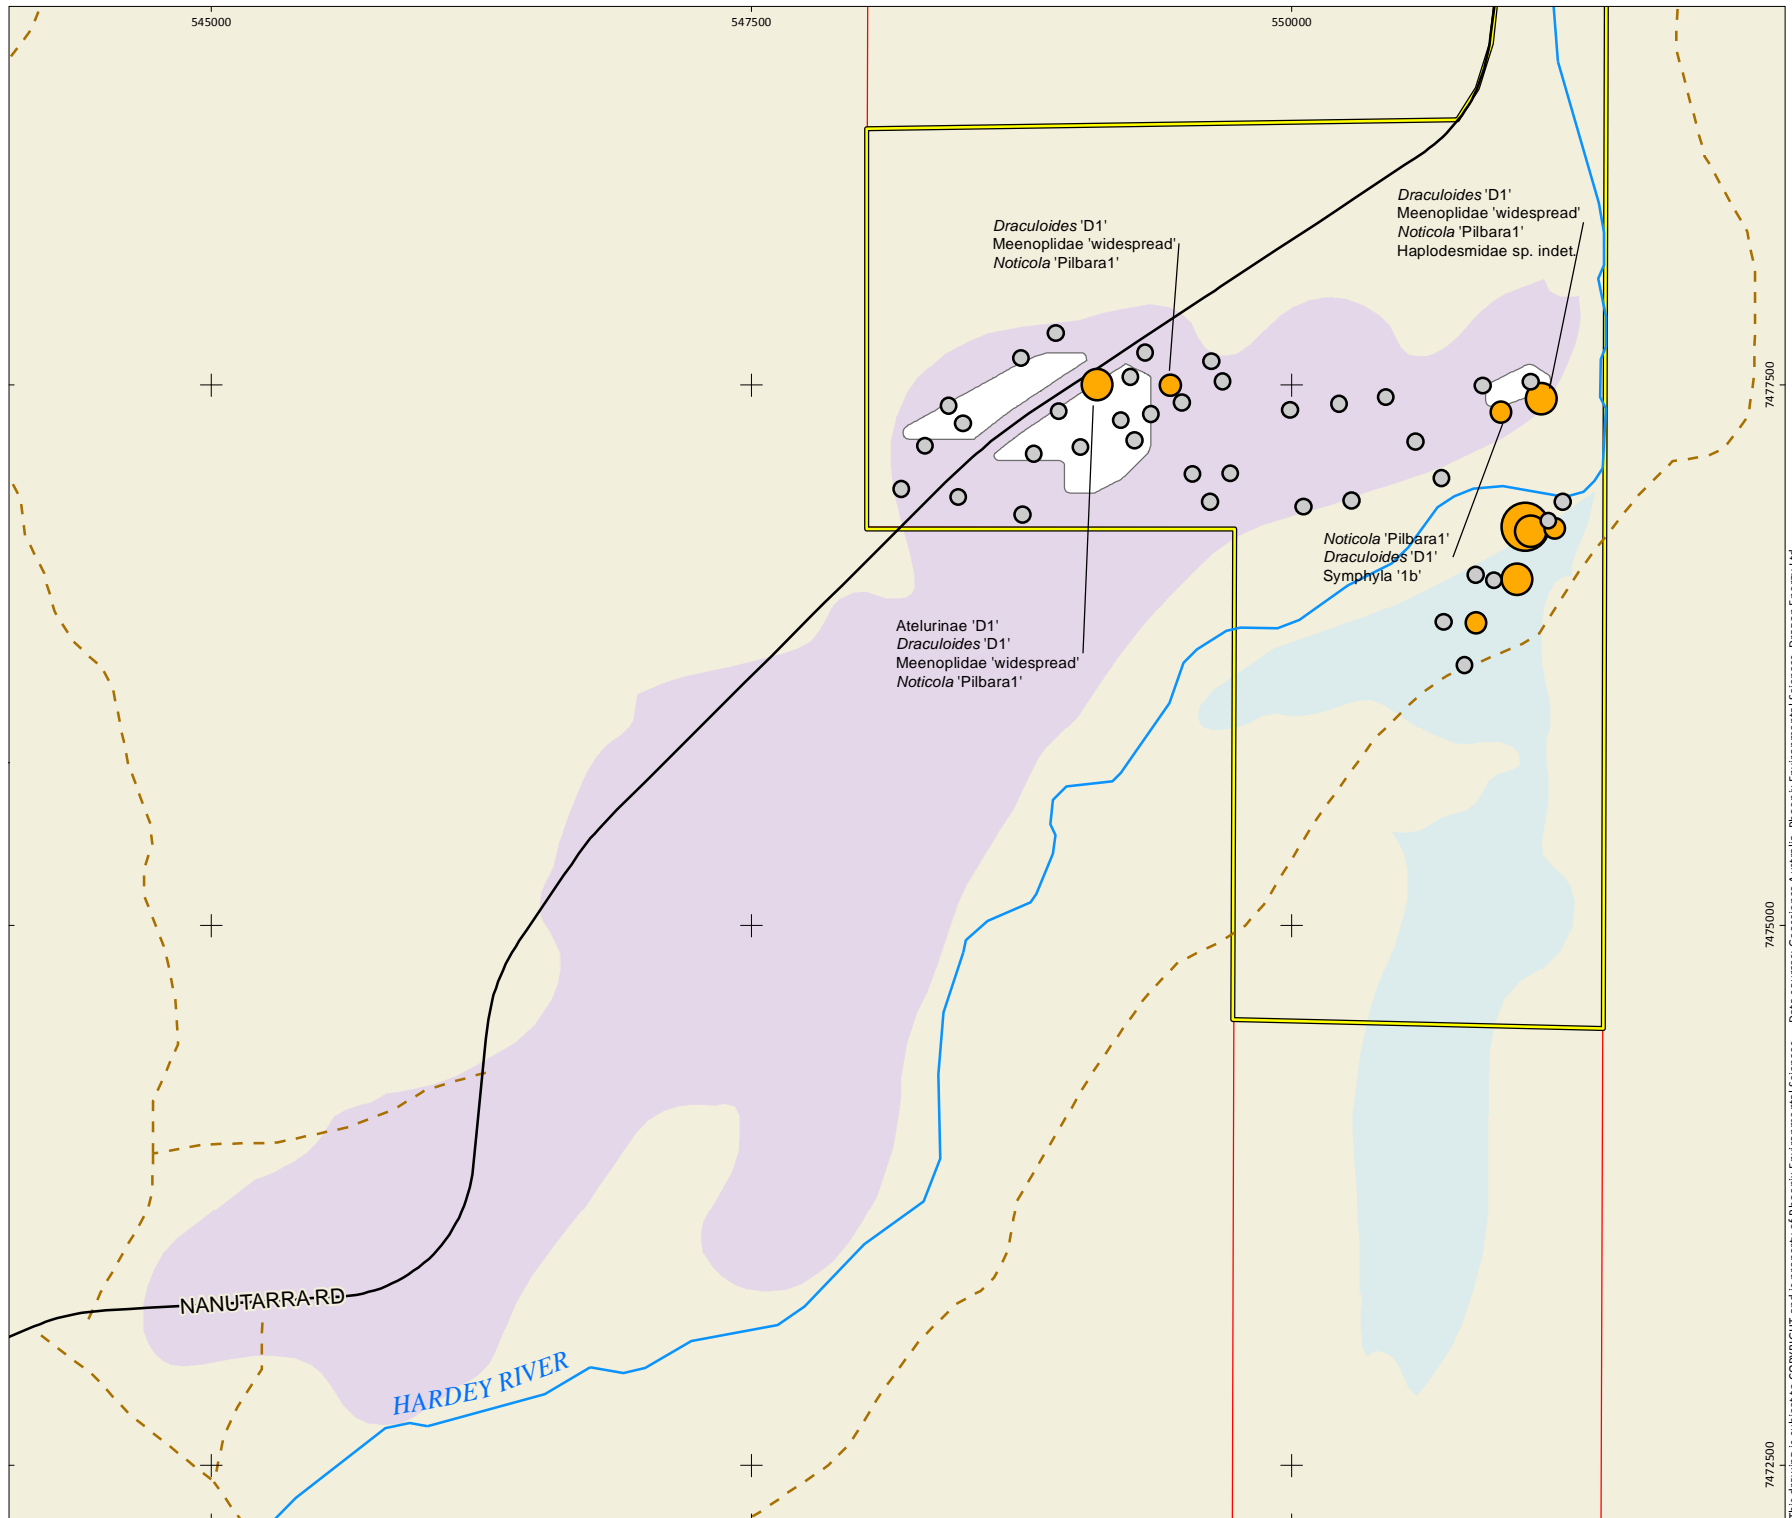 545000
547500
550000
Draculoides 'D1'
Meenoplidae 'widespread'
Noticola 'Pilbara1'
Haplodesmidae sp. indet.
Draculoides 'D1'
Meenoplidae 'widespread'
Noticola 'Pilbara1'
7477500
Noticola 'Pilbara1'
Draculoides 'D1'
Symphyla '1b'
Atelurinae 'D1'
Draculoides 'D1'
Meenoplidae 'widespread'
Noticola 'Pilbara1'
7475000
NANUTARRA RD
HARDEY RIVER
7472500